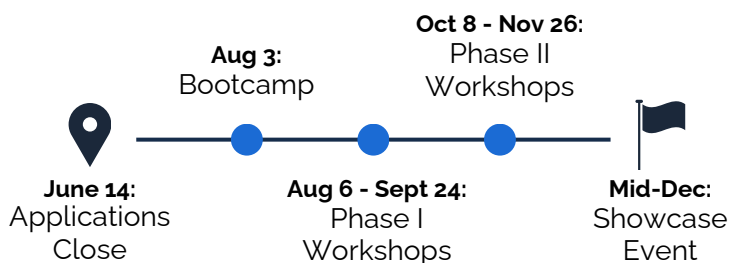 June 14:
Applications
Close
Aug 3:
Bootcamp
Aug 6 - Sept 24:
Phase I
Workshops
Oct 8 - Nov 26:
Phase II
Workshops
Mid-Dec:
Showcase
Event